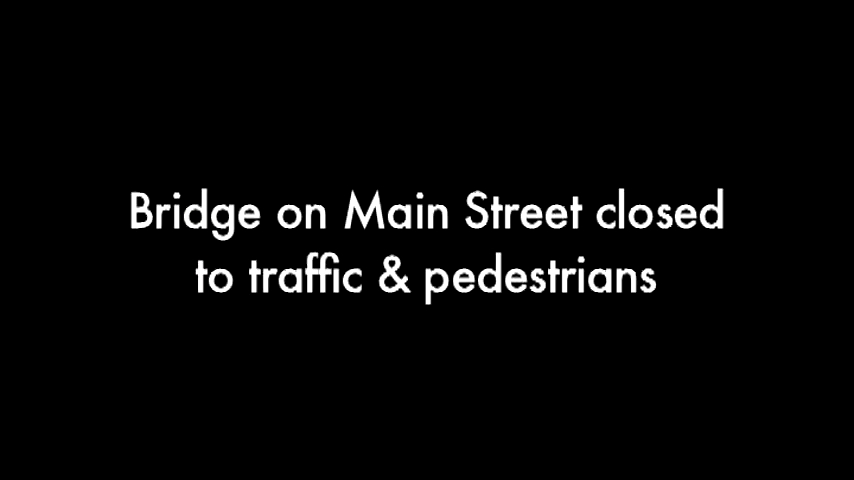 Bridge on Main Street closed
to traffic & pedestrians